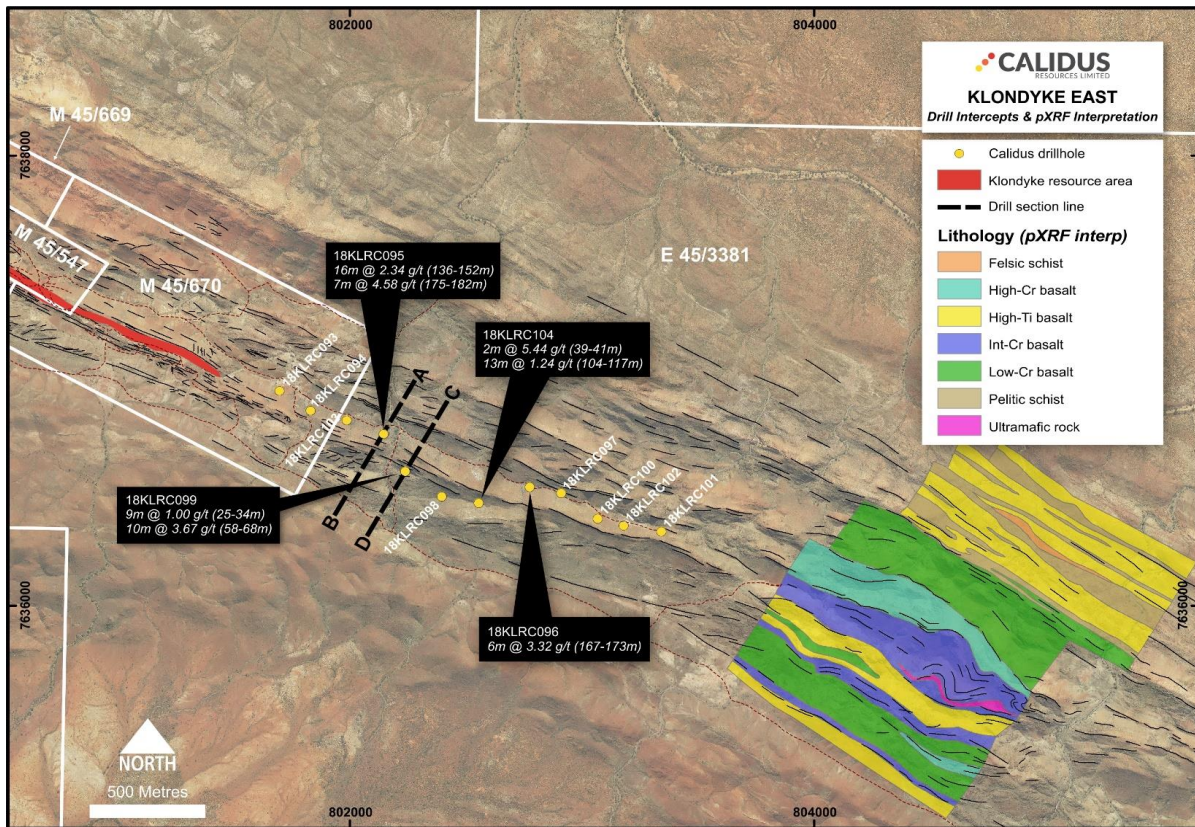 802000
804000
CALIDUS
RESOURCES LIMITED
KLONDYKE EAST
Drill Intercepts & pXRF Interpretation
Calidus drillhole
Klondyke resource area
Drill section line
Lithology (pXRF interp)
Felsic schist
High-Cr basalt
High-Ti basalt
Int-Cr basalt
Low-Cr basalt
Pelitic schist
Ultramafic rock
7638000
7638000
M 45/669
M 45/547
M 45/670
E 45/3381
18KLRC095
16m @ 2.34 g/t (136-152m)
7m @ 4.58 g/t (175-182m)
18KLRC104
2m @ 5.44 g/t (39-41m)
13m @ 1.24 g/t (104-117m)
18KLRC093
18KLRC094
18KLRC103
A
C
B
D
18KLRC099
9m @ 1.00 g/t (25-34m)
10m @ 3.67 g/t (58-68m)
18KLRC098
18KLRC097
18KLRC100
18KLRC102
18KLRC101
18KLRC096
6m @ 3.32 g/t (167-173m)
7636000
7636000
NORTH
500 Metres
802000
804000